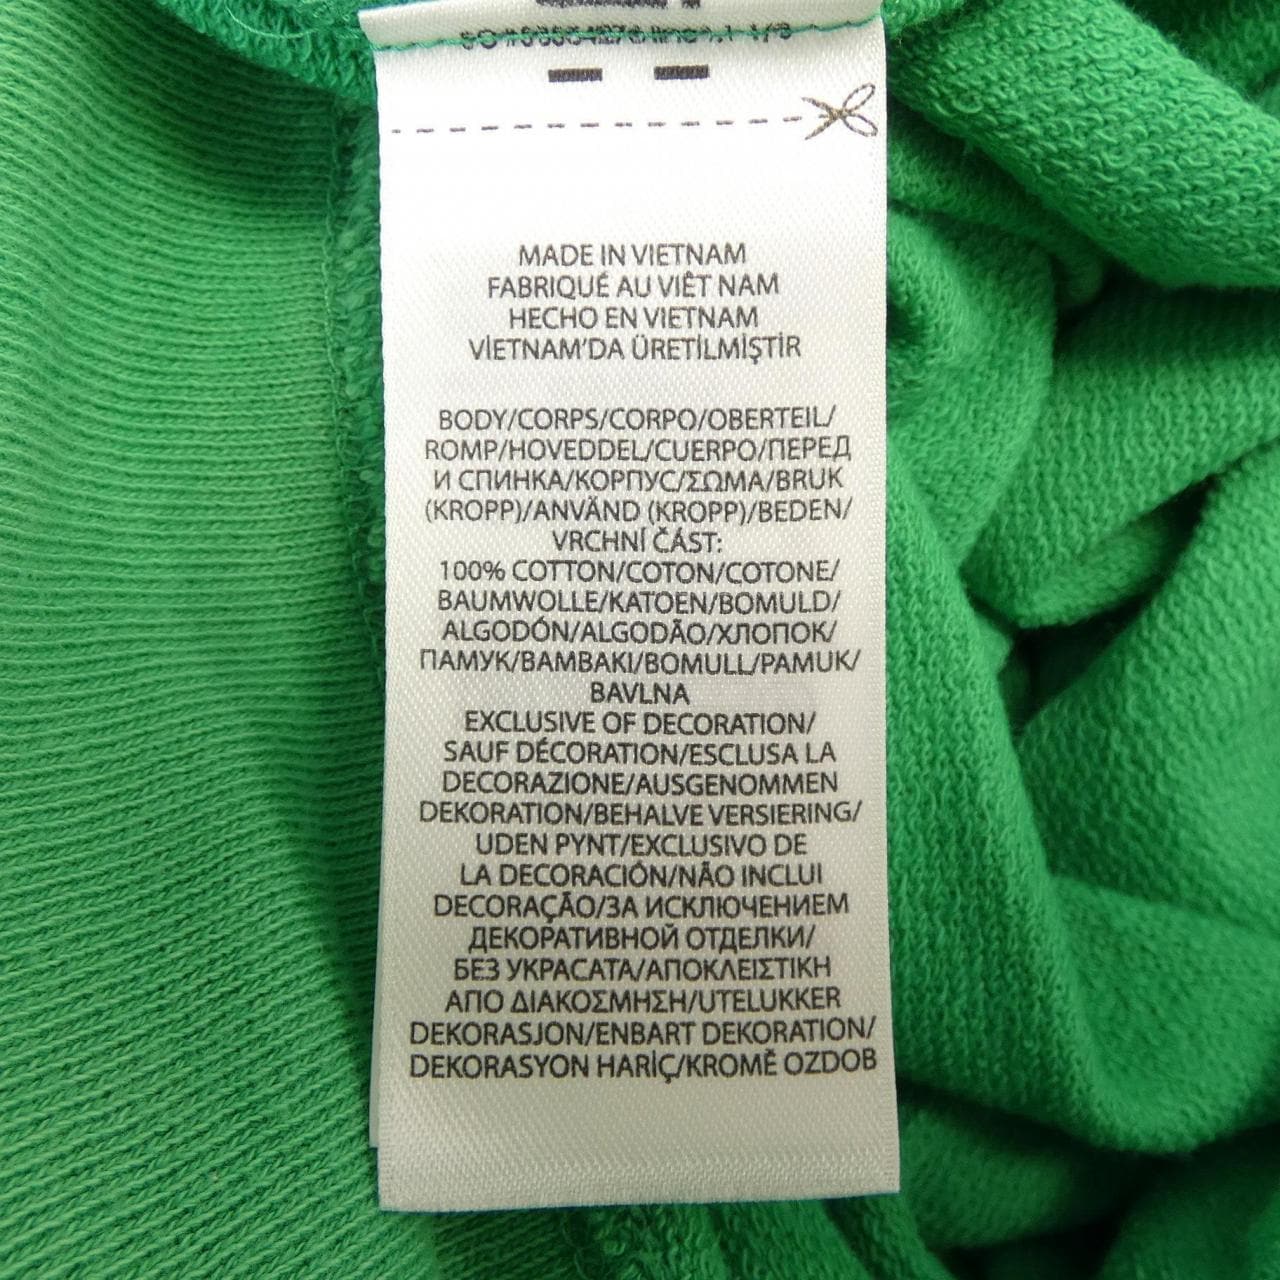 MADE IN VIETNAM
FABRIQUÉ AU VIÊT NAM
HECHO EN VIETNAM
VİETNAM'DA ÜRETİLMİŞTİR
BODY/CORPS/CORPO/OBERTEIL/
ROMP/HOVEDDEL/CUERPO/ПЕРЕД
И СПИНКА/КОРПУС/ΣΩΜΑ/BRUK
(KROPP)/ANVÄND (KROPP)/BEDEN/
VRCHNÍ ČÁST:
100% COTTON/COTON/COTONE/
BAUMWOLLE/KATOEN/BOMULD/
ALGODÓN/ALGODÃO/ХЛОПОК/
ПАМУК/ΒΑΜΒΑΚΙ/BOMULL/PAMUK/
BAVLNA
EXCLUSIVE OF DECORATION/
SAUF DÉCORATION/ESCLUSA LA
DECORAZIONE/AUSGENOMMEN
DEKORATION/BEHALVE VERSIERING/
UDEN PYNT/EXCLUSIVO DE
LA DECORACIÓN/NÃO INCLUI
DECORAÇÃO/ЗА ИСКЛЮЧЕНИЕМ
ДЕКОРАТИВНОЙ ОТДЕЛКИ/
БЕЗ УКРАСАТА/ΑΠΟΚΛΕΙΣΤΙΚΗ
ΑΠΟ ΔΙΑΚΟΣΜΗΣΗ/UTELUKKER
DEKORASJON/ENBART DEKORATION/
DEKORASYON HARİÇ/KROMĚ OZDOB